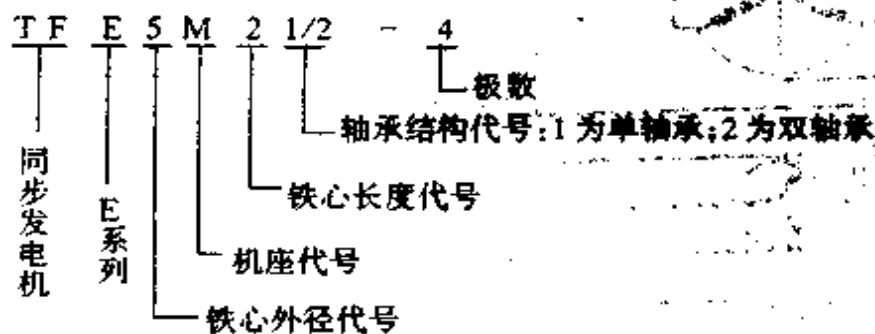 TF E 5 M 2 1/2 - 4
极数
轴承结构代号:1为单轴承;2为双轴承
铁心长度代号
机座代号
铁心外径代号
E系列
同步发电机